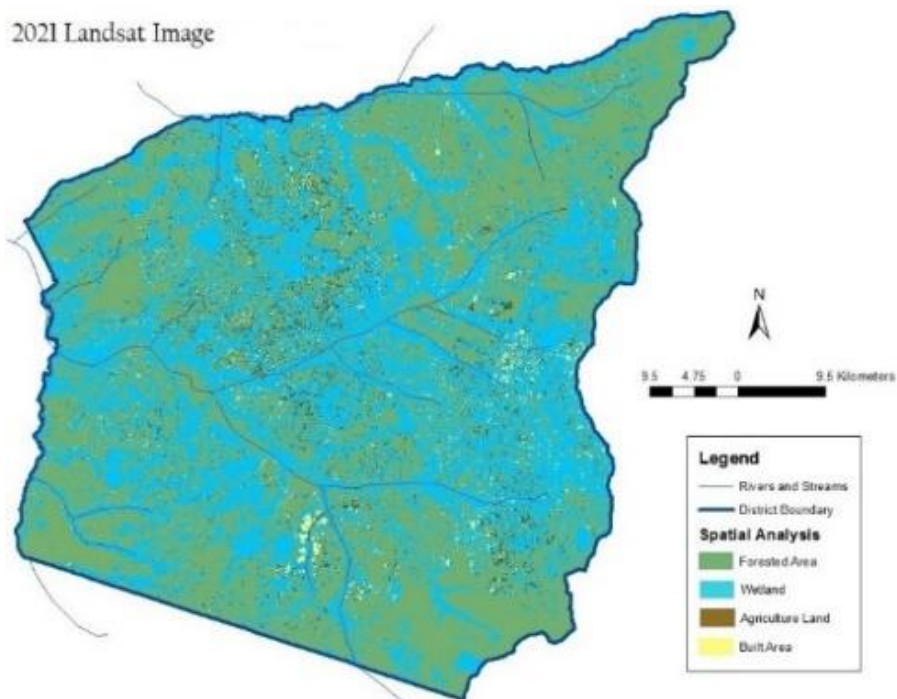 2021 Landsat Image
N
9.5 4.75 0 9.5 Kilometers
Legend
Rivers and Streams
District Boundary
Spatial Analysis
Forested Area
Wetland
Agriculture Land
Built Area